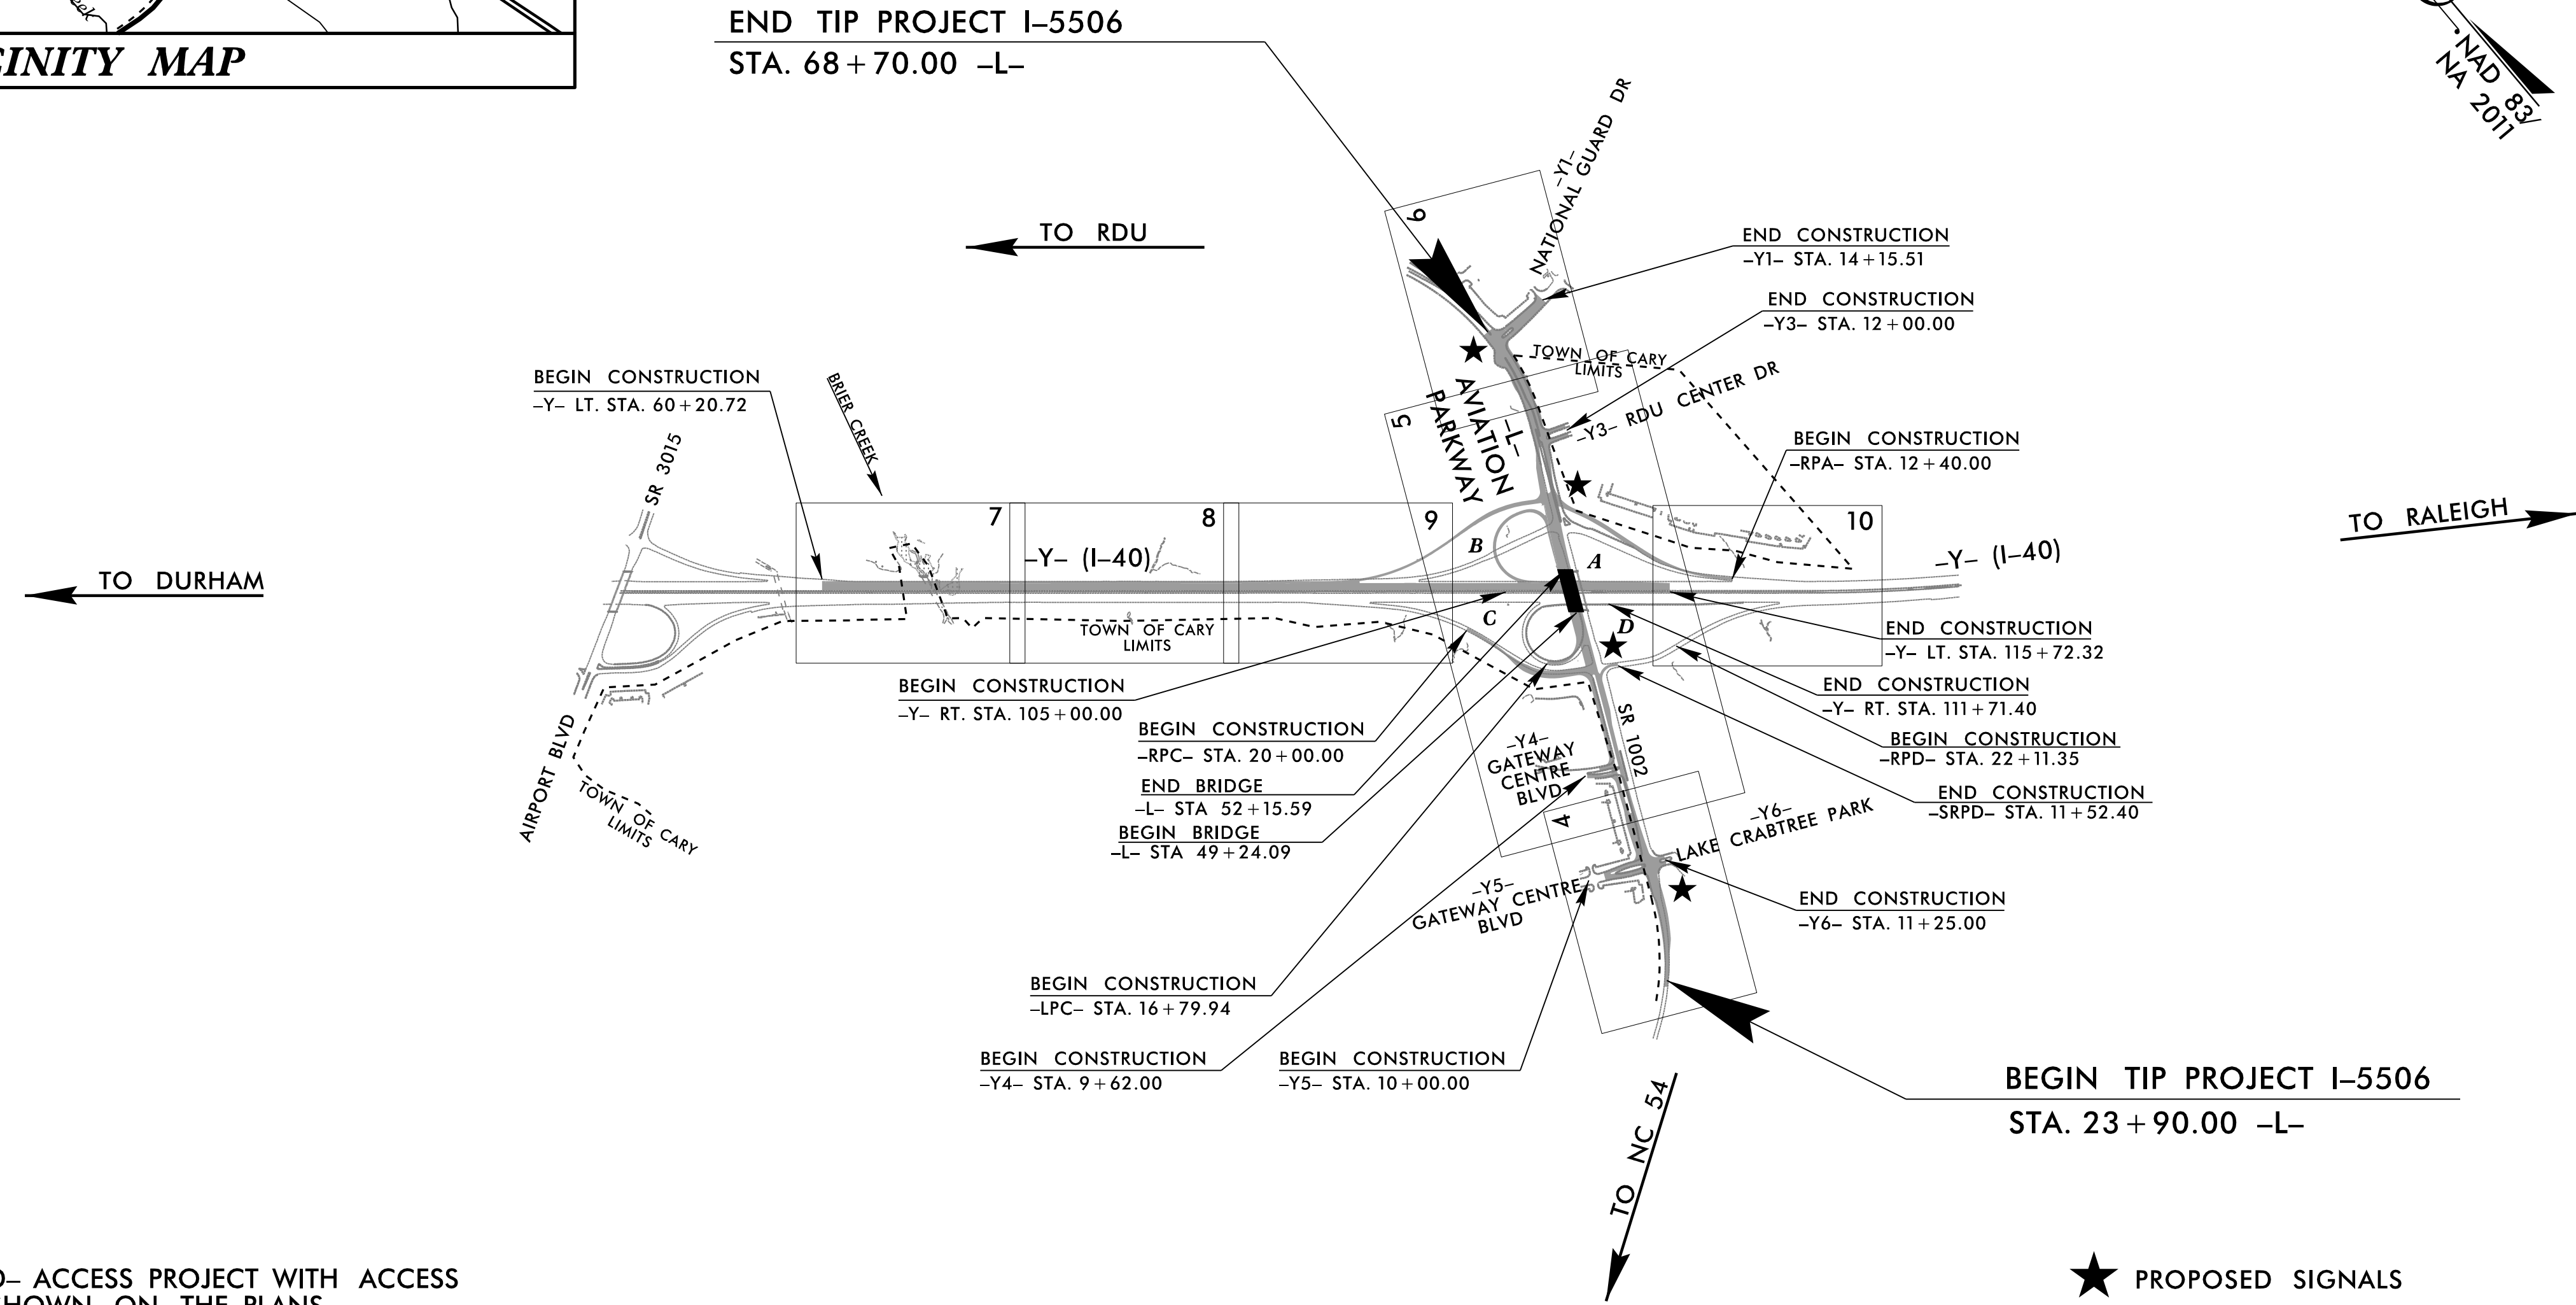 eek
CINITY MAP
END TIP PROJECT I–5506
STA. 68+70.00 –L–
NAD 83/
NA 2011
–Y1–
NATIONAL GUARD DR
6
TO RDU
END CONSTRUCTION
–Y1– STA. 14+15.51
END CONSTRUCTION
–Y3– STA. 12+00.00
TOWN OF CARY
LIMITS
–Y3– RDU CENTER DR
BEGIN CONSTRUCTION
–Y– LT. STA. 60+20.72
BRIER CREEK
SR 3015
5
AVIATION
PARKWAY
–L–
BEGIN CONSTRUCTION
–RPA– STA. 12+40.00
7
8
9
10
TO RALEIGH
–Y– (I–40)
–Y– (I–40)
B
A
C
D
TO DURHAM
TOWN OF CARY
LIMITS
END CONSTRUCTION
–Y– LT. STA. 115+72.32
BEGIN CONSTRUCTION
–Y– RT. STA. 105+00.00
END CONSTRUCTION
–Y– RT. STA. 111+71.40
BEGIN CONSTRUCTION
–RPC– STA. 20+00.00
SR 1002
BEGIN CONSTRUCTION
–RPD– STA. 22+11.35
–Y4–
GATEWAY
CENTRE
BLVD
END BRIDGE
–L– STA 52+15.59
END CONSTRUCTION
–SRPD– STA. 11+52.40
AIRPORT BLVD
TOWN OF CARY
LIMITS
BEGIN BRIDGE
–L– STA 49+24.09
4
–Y6–
LAKE CRABTREE PARK
–Y5–
GATEWAY CENTRE
BLVD
END CONSTRUCTION
–Y6– STA. 11+25.00
BEGIN CONSTRUCTION
–LPC– STA. 16+79.94
BEGIN CONSTRUCTION
–Y4– STA. 9+62.00
BEGIN CONSTRUCTION
–Y5– STA. 10+00.00
BEGIN TIP PROJECT I–5506
STA. 23+90.00 –L–
TO NC 54
D– ACCESS PROJECT WITH ACCESS
SHOWN ON THE PLANS
PROPOSED SIGNALS